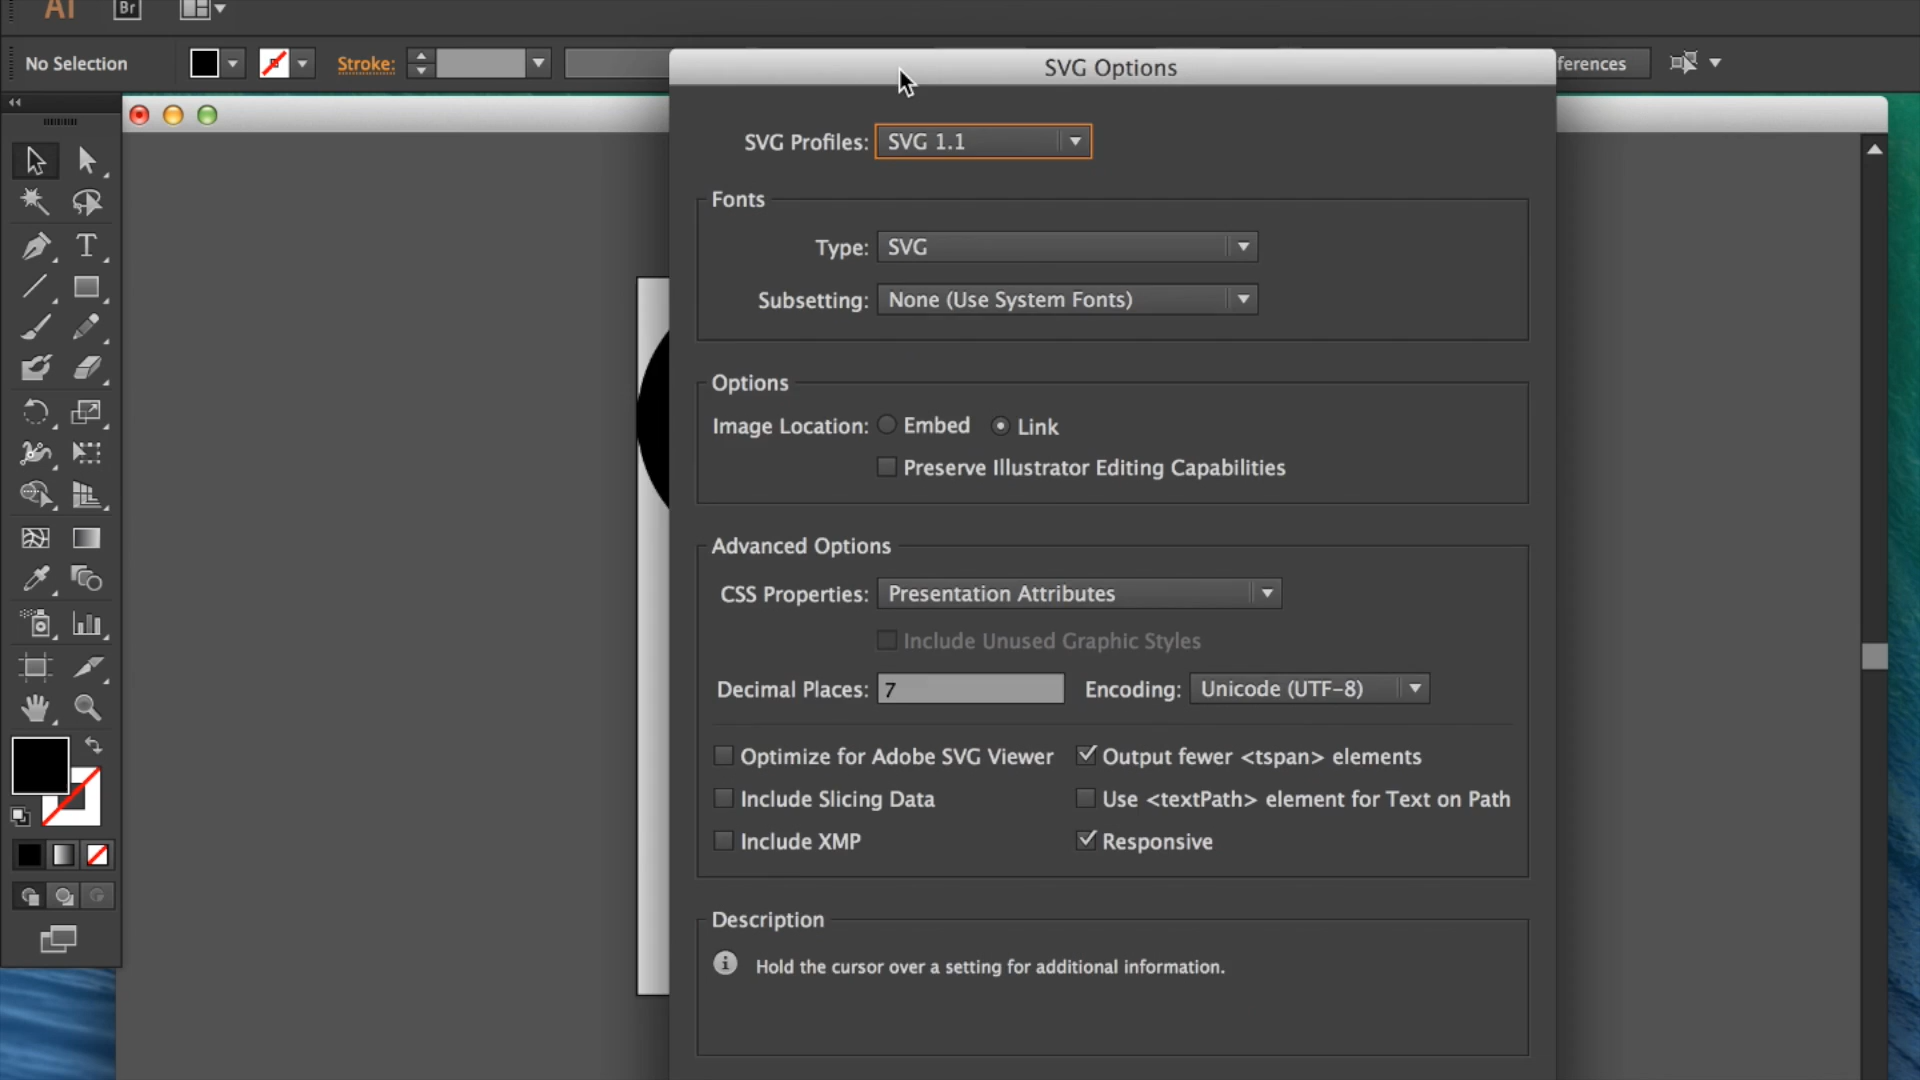 Ai
Br
No Selection
Stroke:
SVG Options
ferences
SVG Profiles: SVG 1.1
Fonts
Type: SVG
Subsetting: None (Use System Fonts)
Options
Image Location: Embed Link
Preserve Illustrator Editing Capabilities
Advanced Options
CSS Properties: Presentation Attributes
Include Unused Graphic Styles
Decimal Places: 7 Encoding: Unicode (UTF-8)
Optimize for Adobe SVG Viewer Output fewer <tspan> elements
Include Slicing Data Use <textPath> element for Text on Path
Include XMP Responsive
Description
Hold the cursor over a setting for additional information.